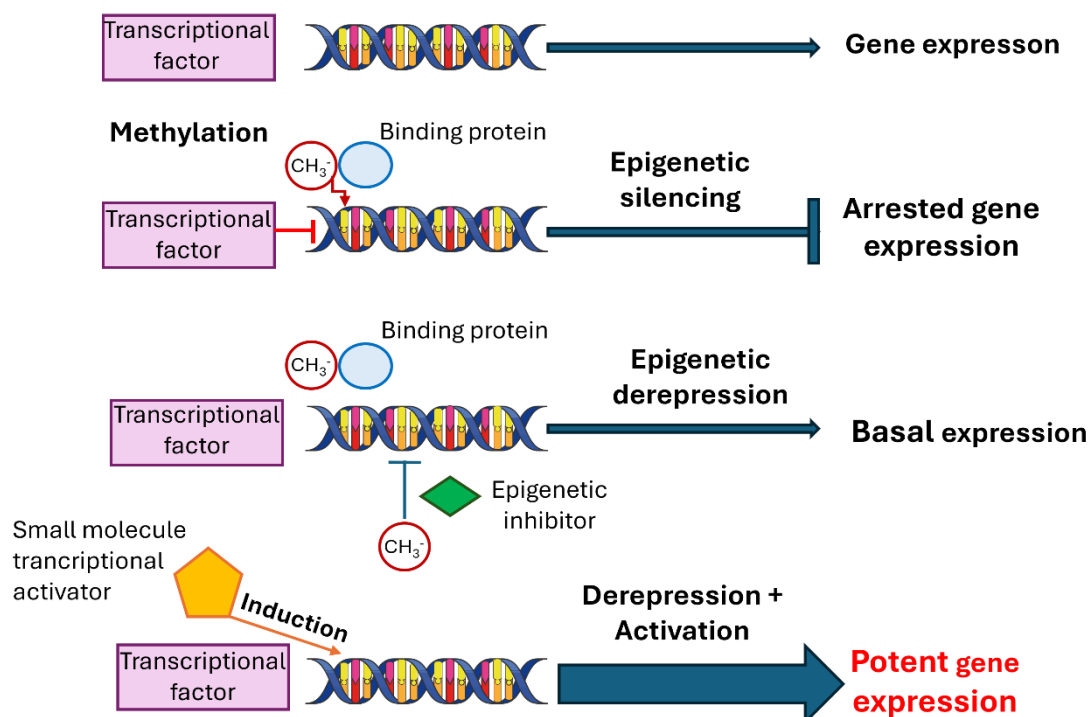 Transcriptional
factor
Gene expresson
Methylation
Binding protein
CH₃⁻
Transcriptional
factor
Epigenetic
silencing
Arrested gene
expression
Binding protein
CH₃⁻
Transcriptional
factor
Epigenetic
derepression
Basal expression
Epigenetic
inhibitor
CH₃⁻
Small molecule
trancriptional
activator
Induction
Transcriptional
factor
Derepression +
Activation
Potent gene
expression